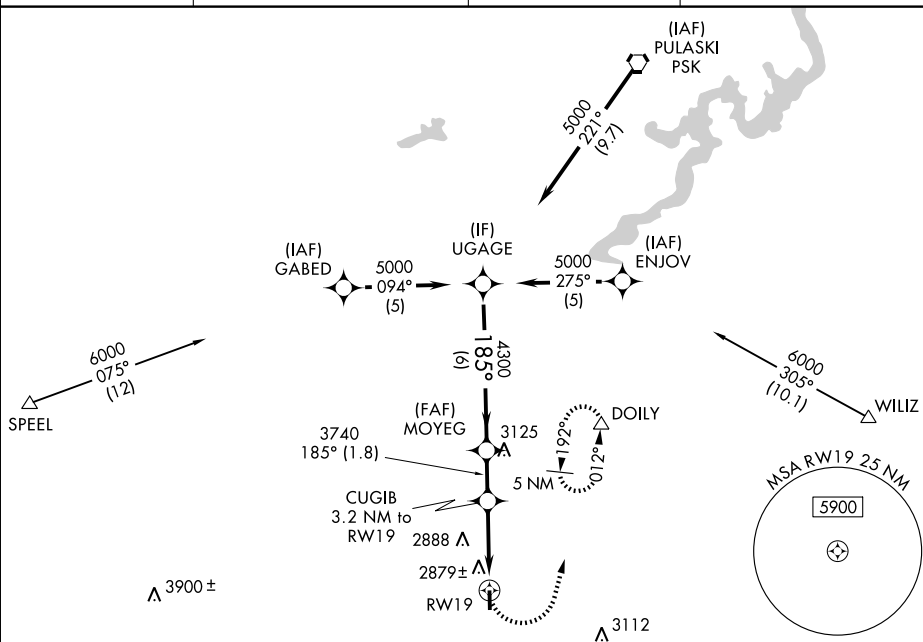 (IAF)
PULASKI
PSK
5000
221°
(9.7)
(IF)
UGAGE
(IAF)
GABED
5000
094°
(5)
5000
275°
(5)
(IAF)
ENJOV
6000
075°
(12)
SPEEL
4300
185°
(6)
6000
305°
(10.1)
WILIZ
(FAF)
MOYEG
3125
DOILY
192°
012°
5 NM
3740
185° (1.8)
CUGIB
3.2 NM to
RW19
2888
2879±
RW19
3900 ±
3112
MSA RW19 25 NM
5900